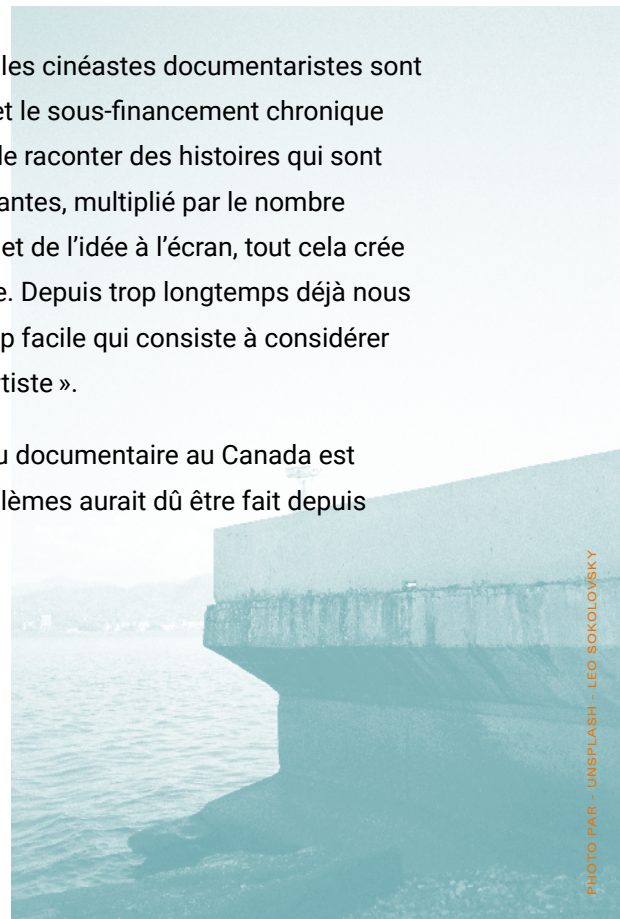 les cinéastes documentaristes sont
et le sous-financement chronique
de raconter des histoires qui sont
antes, multiplié par le nombre
et de l’idée à l’écran, tout cela crée
e. Depuis trop longtemps déjà nous
p facile qui consiste à considérer
rtiste ».
u documentaire au Canada est
lèmes aurait dû être fait depuis
PHOTO PAR - UNSPLASH - LEO SOKOLOVSKY